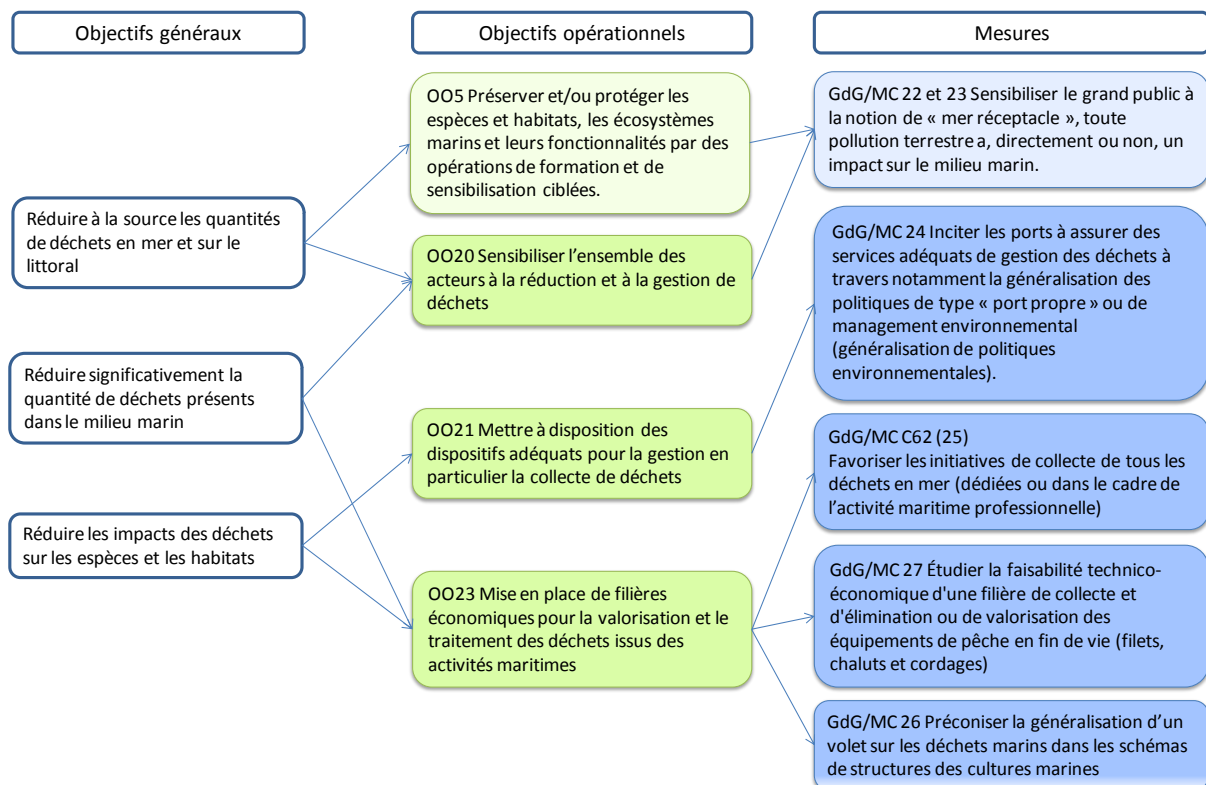 Objectifs généraux
Objectifs opérationnels
Mesures
Réduire à la source les quantités
de déchets en mer et sur le
littoral
Réduire significativement la
quantité de déchets présents
dans le milieu marin
Réduire les impacts des déchets
sur les espèces et les habitats
OO5 Préserver et/ou protéger les
espèces et habitats, les écosystèmes
marins et leurs fonctionnalités par des
opérations de formation et de
sensibilisation ciblées.
OO20 Sensibiliser l’ensemble des
acteurs à la réduction et à la gestion de
déchets
OO21 Mettre à disposition des
dispositifs adéquats pour la gestion en
particulier la collecte de déchets
OO23 Mise en place de filières
économiques pour la valorisation et le
traitement des déchets issus des
activités maritimes
GdG/MC 22 et 23 Sensibiliser le grand public à
la notion de « mer réceptacle », toute
pollution terrestre a, directement ou non, un
impact sur le milieu marin.
GdG/MC 24 Inciter les ports à assurer des
services adéquats de gestion des déchets à
travers notamment la généralisation des
politiques de type « port propre » ou de
management environnemental
(généralisation de politiques
environnementales).
GdG/MC C62 (25)
Favoriser les initiatives de collecte de tous les
déchets en mer (dédiées ou dans le cadre de
l’activité maritime professionnelle)
GdG/MC 27 Étudier la faisabilité technico-
économique d'une filière de collecte et
d'élimination ou de valorisation des
équipements de pêche en fin de vie (filets,
chaluts et cordages)
GdG/MC 26 Préconiser la généralisation d’un
volet sur les déchets marins dans les schémas
de structures des cultures marines